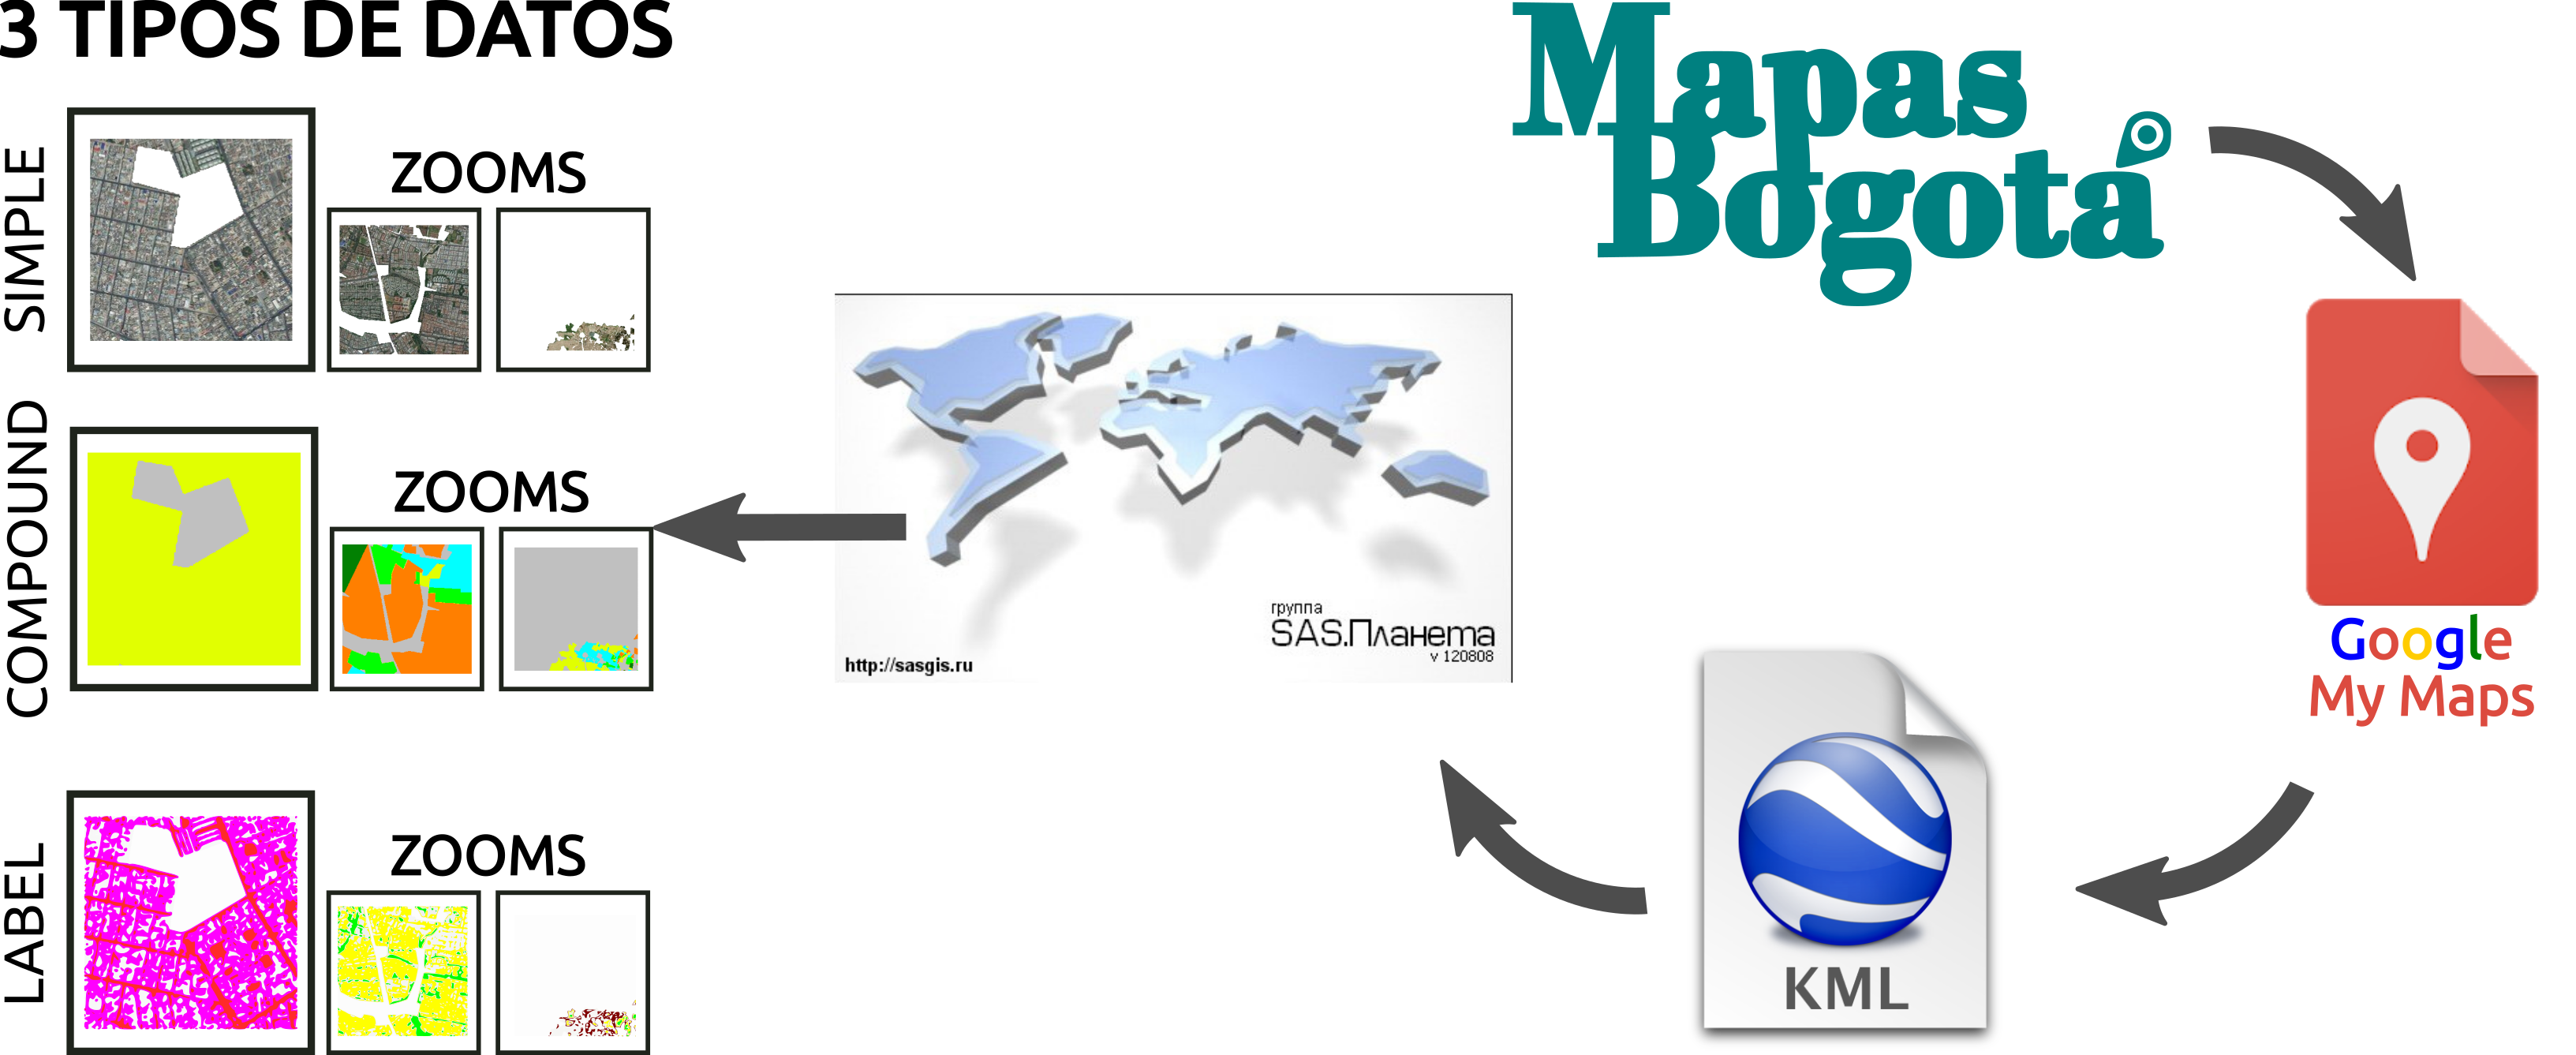 3 TIPOS DE DATOS
SIMPLE
ZOOMS
COMPOUND
ZOOMS
LABEL
ZOOMS
Mapas
Bogotá
группа
SAS.Планета
v 120808
http://sasgis.ru
Google
My Maps
KML